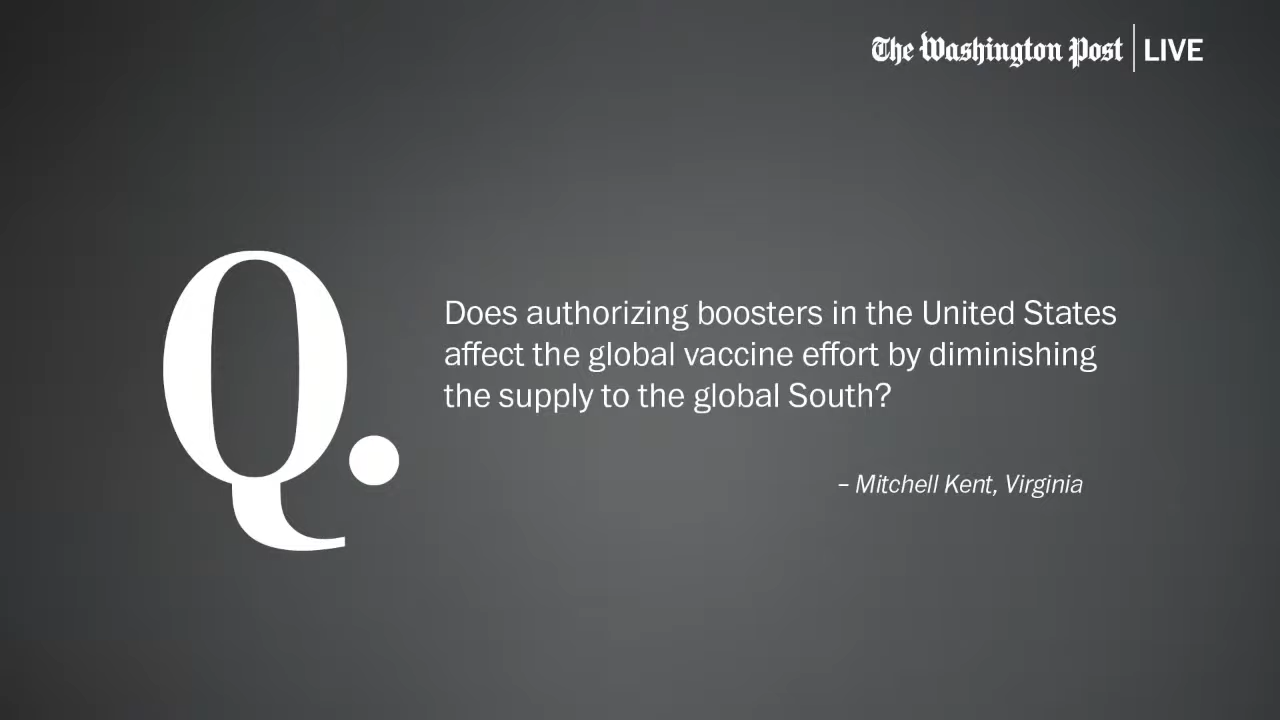 The Washington Post LIVE
Q.
Does authorizing boosters in the United States
affect the global vaccine effort by diminishing
the supply to the global South?
– Mitchell Kent, Virginia